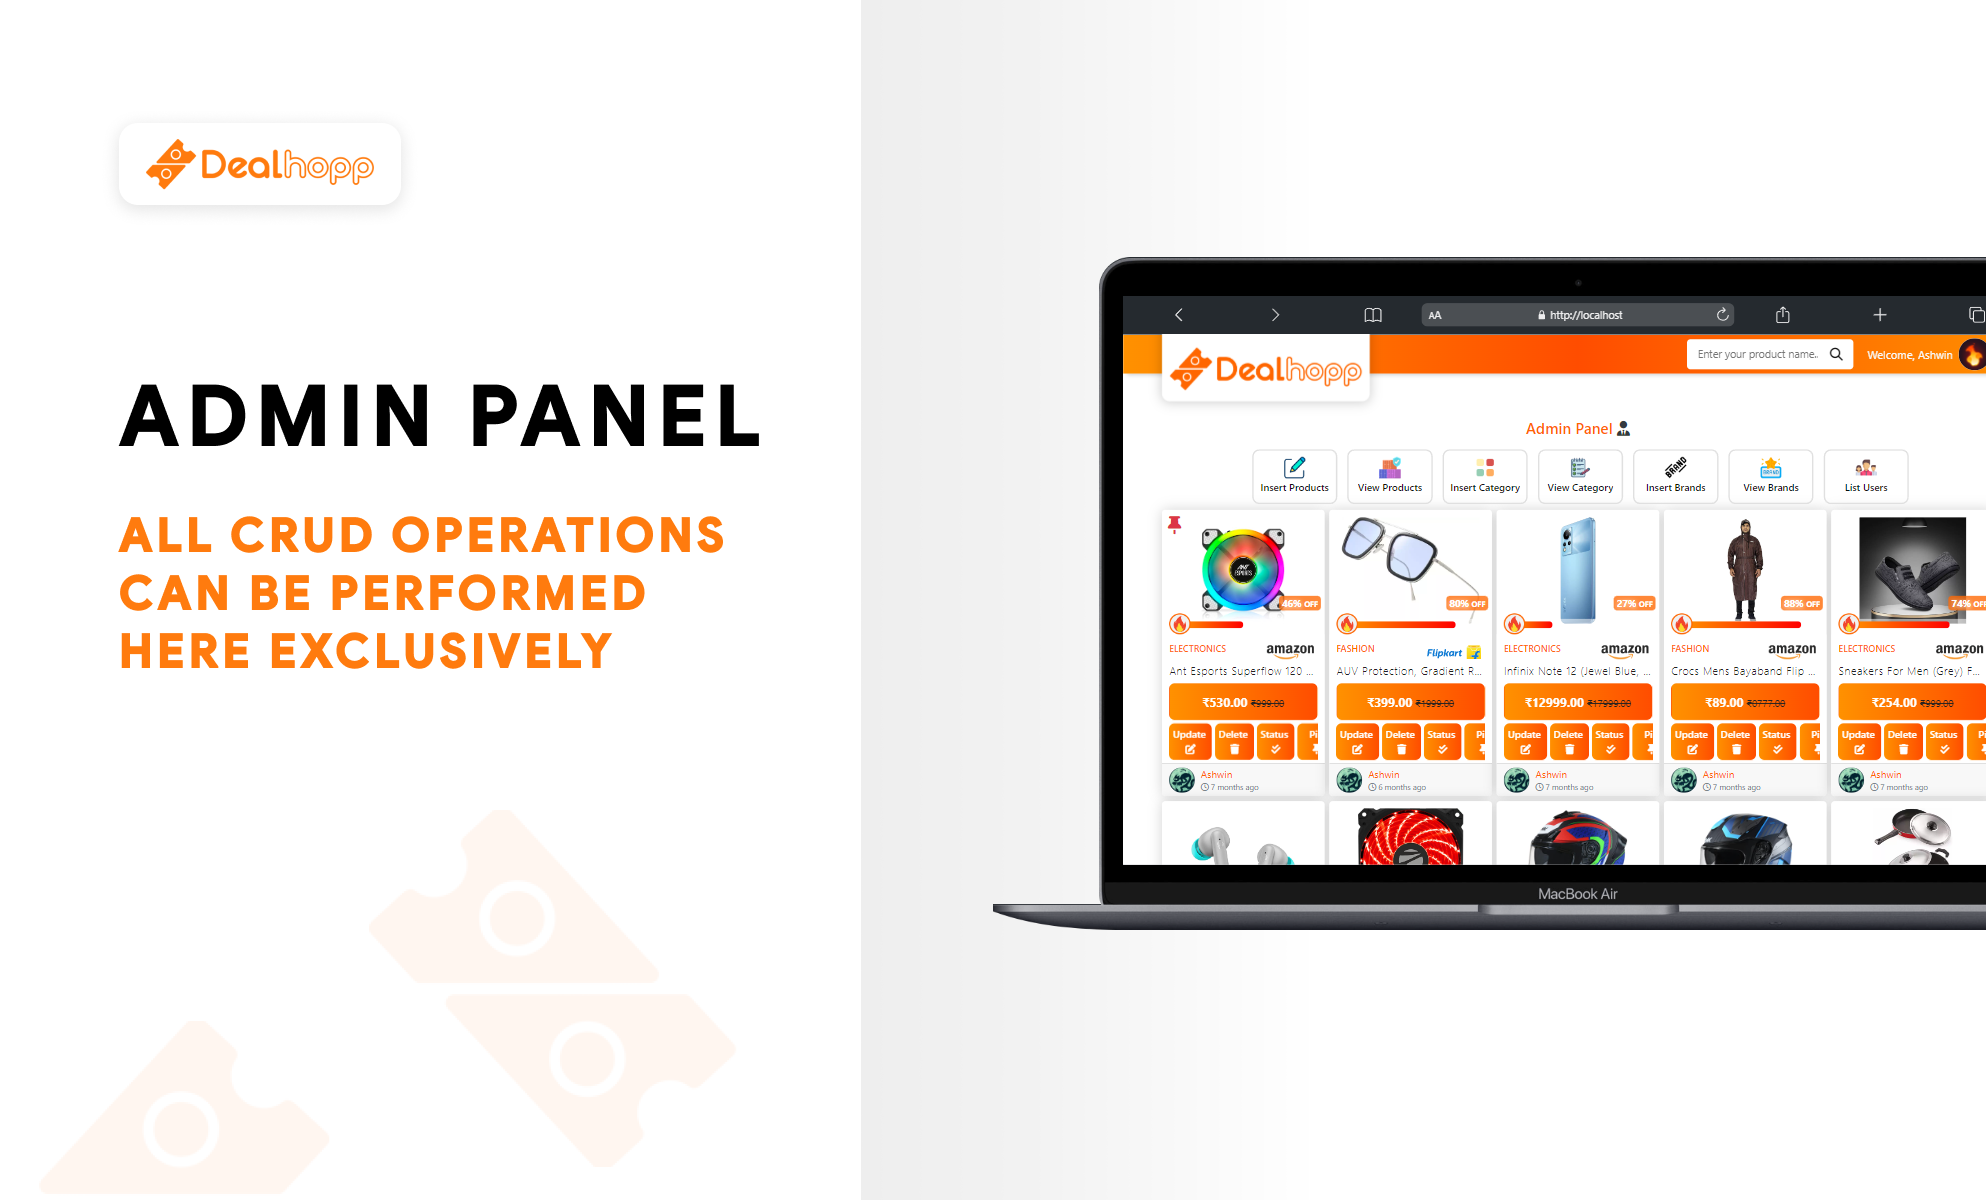 Dealhopp
ADMIN PANEL
ALL CRUD OPERATIONS
CAN BE PERFORMED
HERE EXCLUSIVELY
AA http://localhost
Dealhopp
Enter your product name..
Welcome, Ashwin
Admin Panel
Insert Products View Products Insert Category View Category Insert Brands View Brands List Users
BRAND BRAND
ANT ESPORTS
46% OFF 80% OFF 27% OFF 88% OFF 74% OFF
ELECTRONICS amazon FASHION Flipkart ELECTRONICS amazon FASHION amazon ELECTRONICS amazon
Ant Esports Superflow 120 ... AUV Protection, Gradient R... Infinix Note 12 (Jewel Blue, ... Crocs Mens Bayaband Flip ... Sneakers For Men (Grey) F...
₹530.00 ₹999.00 ₹399.00 ₹1999.00 ₹12999.00 ₹17999.00 ₹89.00 ₹0777.00 ₹254.00 ₹999.00
Update Delete Status Pi Update Delete Status Pi Update Delete Status Pi Update Delete Status Pi Update Delete Status Pi
Ashwin Ashwin Ashwin Ashwin Ashwin
7 months ago 6 months ago 7 months ago 7 months ago 7 months ago
MacBook Air